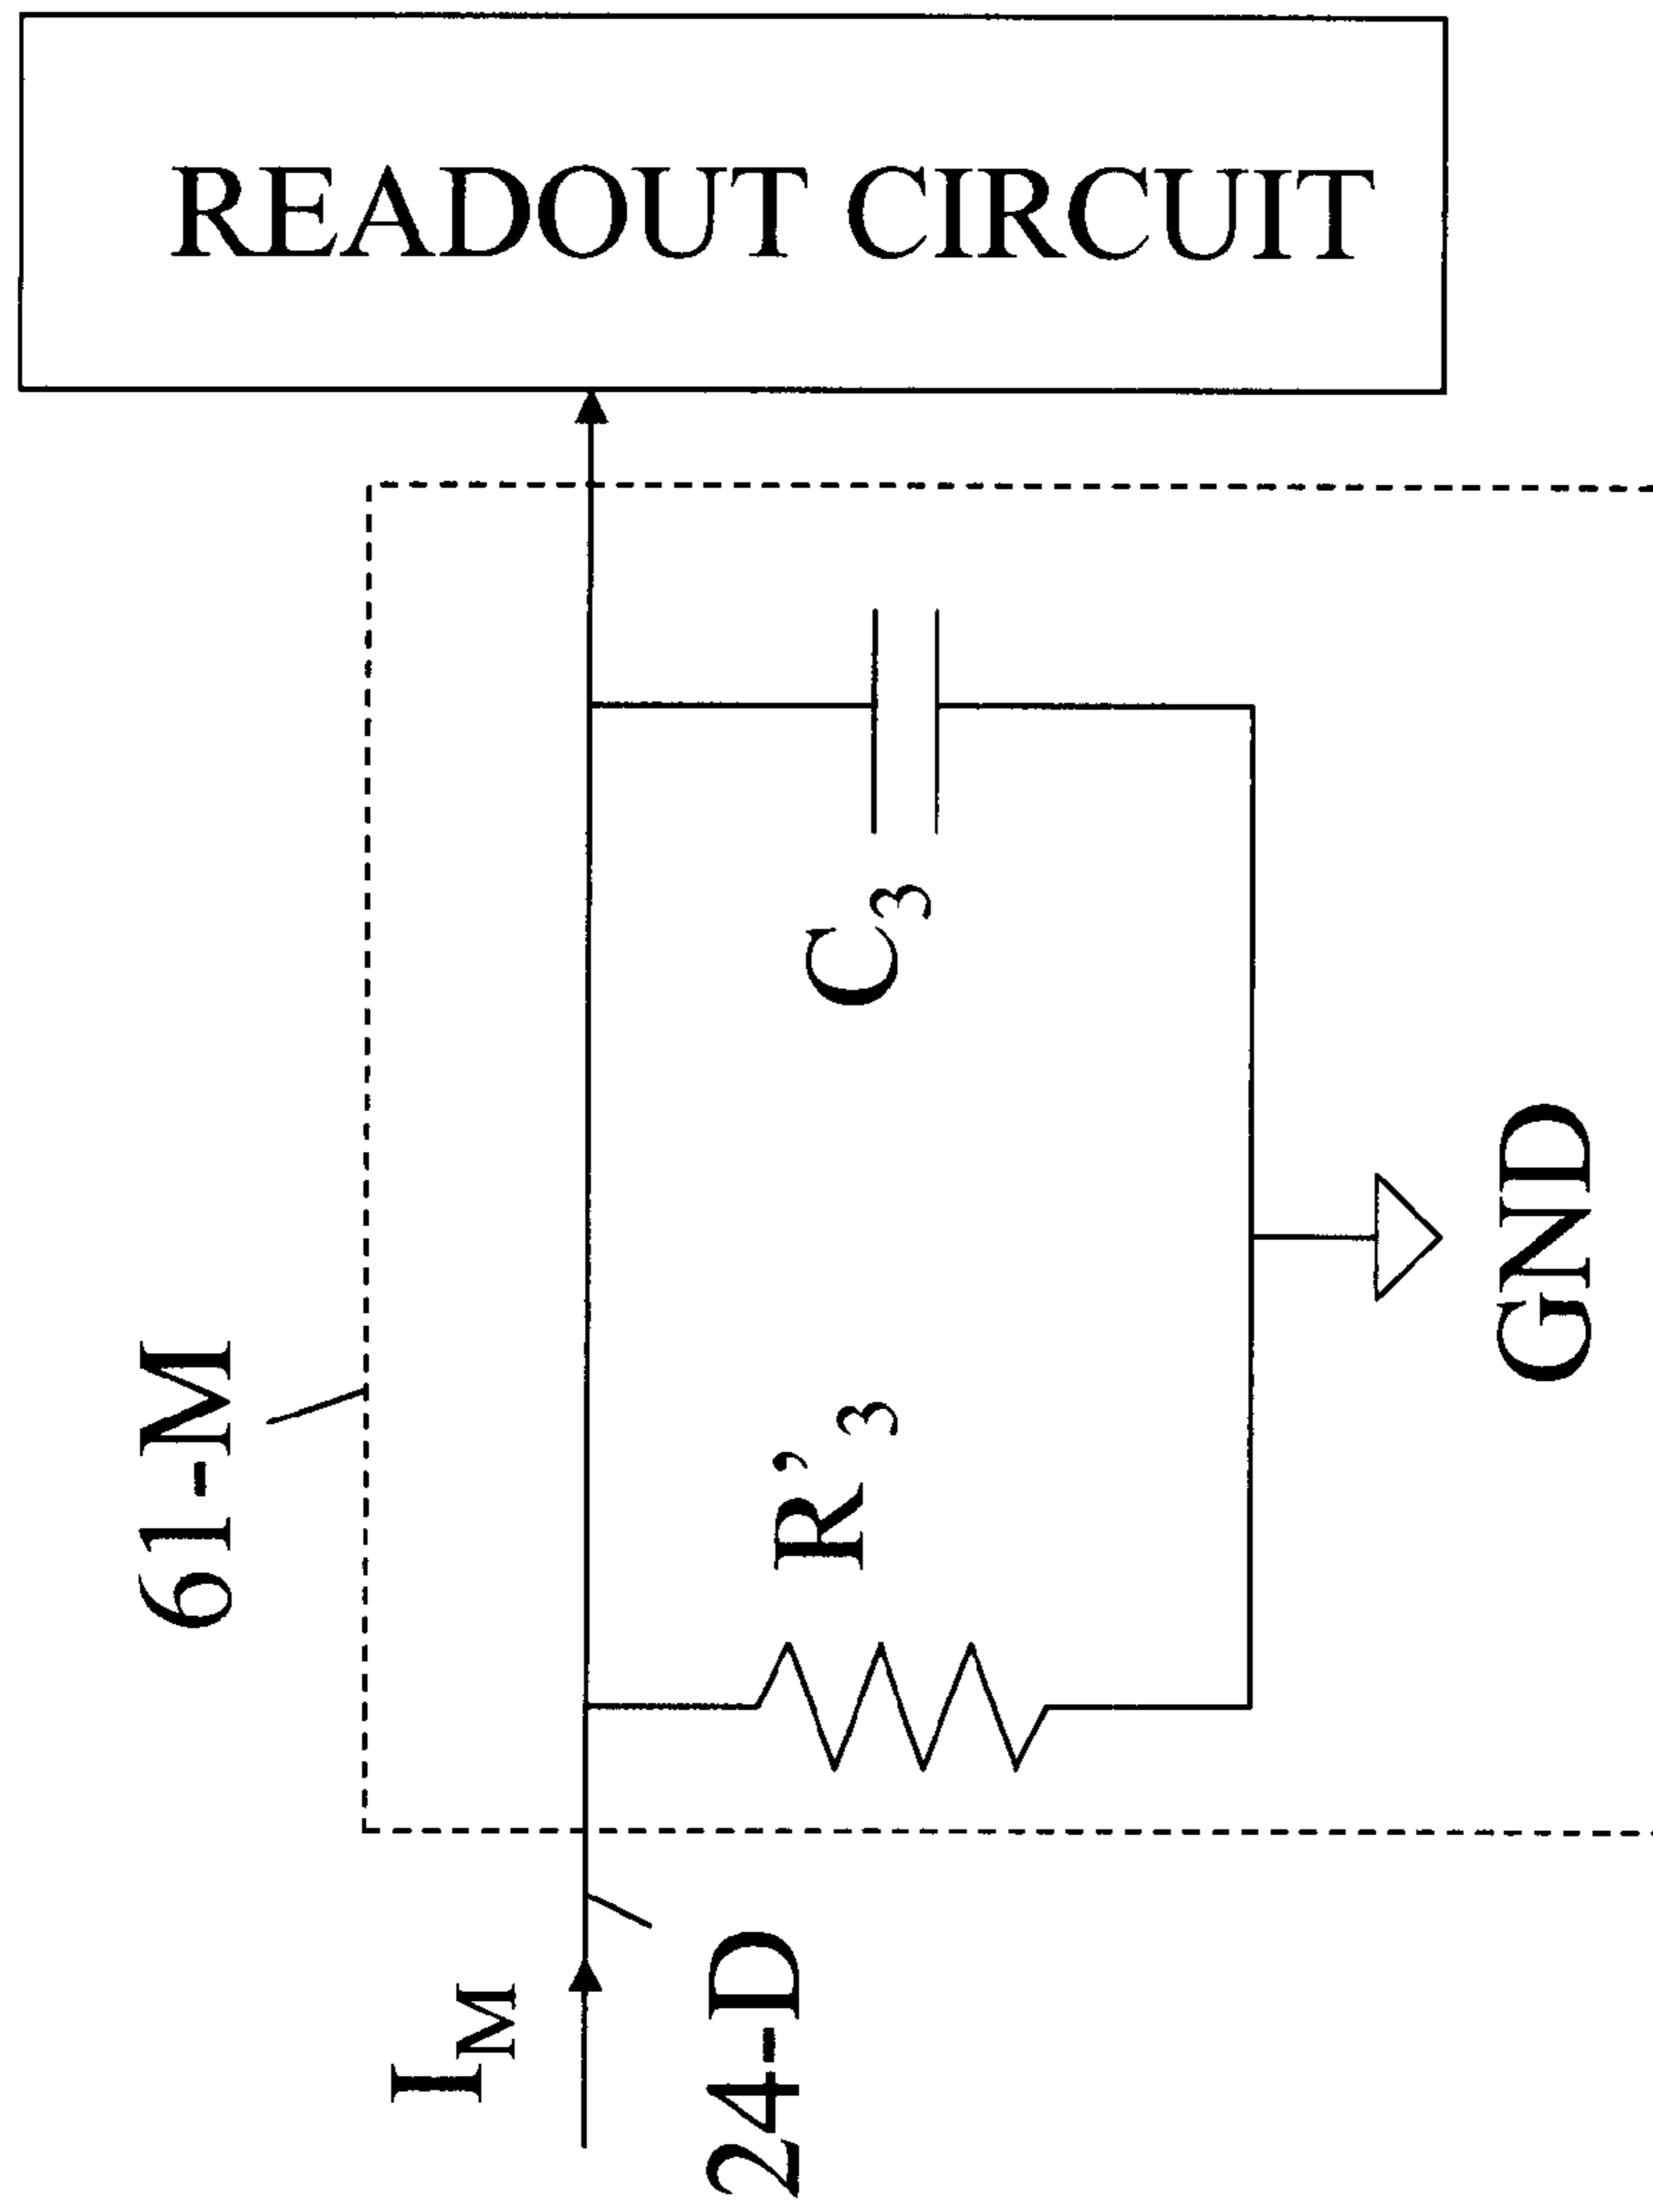 READOUT CIRCUIT
61-M
C3
R’3
GND
IM
24-D